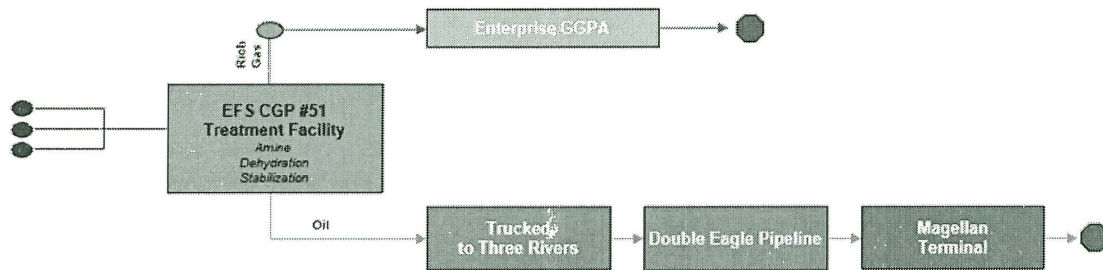 Rich
Gas
Enterprise GGPA
EFS CGP #51
Treatment Facility
Amine
Dehydration
Stabilization
Oil
Trucked
to Three Rivers
Double Eagle Pipeline
Magellan
Terminal